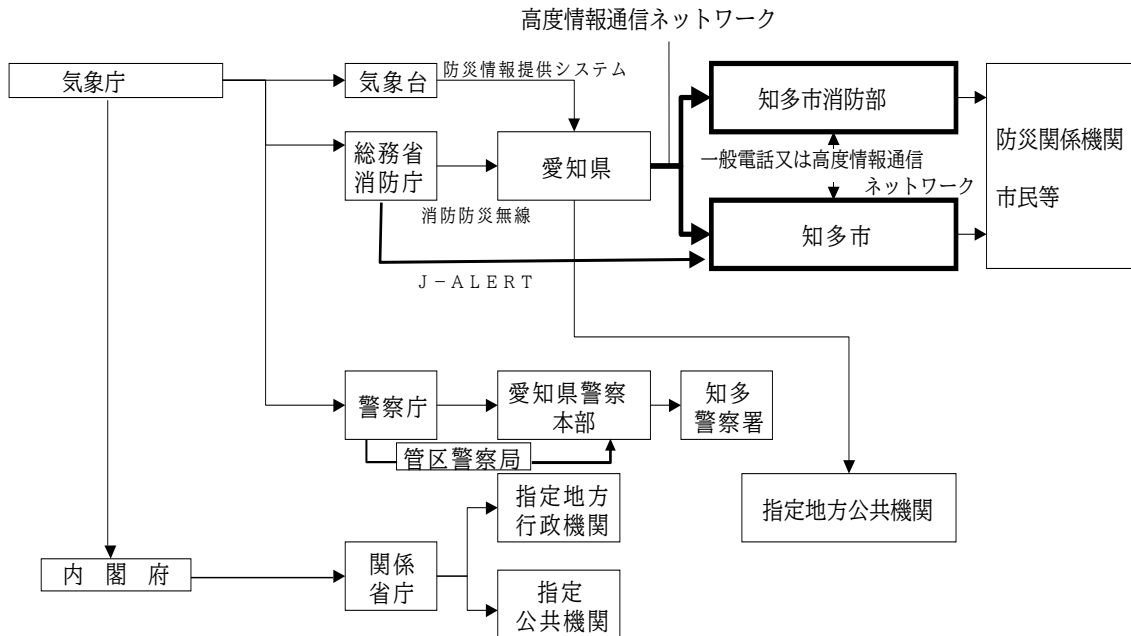 高度情報通信ネットワーク
気象庁
気象台
防災情報提供システム
知多市消防部
防災関係機関
市民等
総務省
消防庁
愛知県
一般電話又は高度情報通信
ネットワーク
消防防災無線
知多市
J－ALERT
警察庁
愛知県警察
本部
知多
警察署
管区警察局
指定地方
行政機関
指定地方公共機関
内閣府
関係
省庁
指定
公共機関